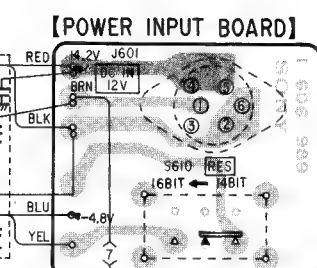 [POWER INPUT BOARD]
RED
14.2V
J601
DC IN
12V
BRN
4
5
1
6
BLK
3
2
S610
RES
16BIT ← 14BIT
BLU
-4.8V
YEL
7